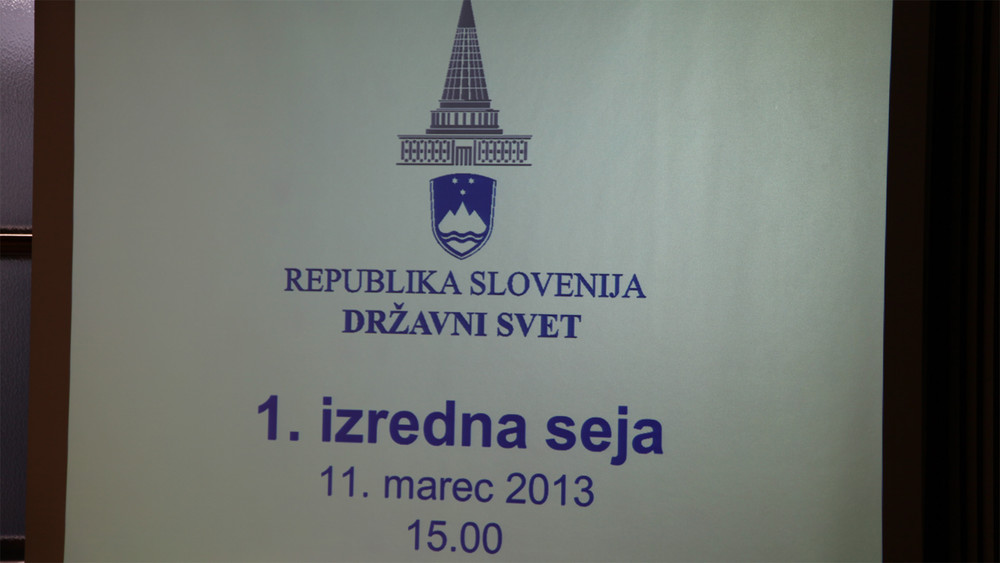 REPUBLIKA SLOVENIJA
DRŽAVNI SVET
1. izredna seja
11. marec 2013
15.00